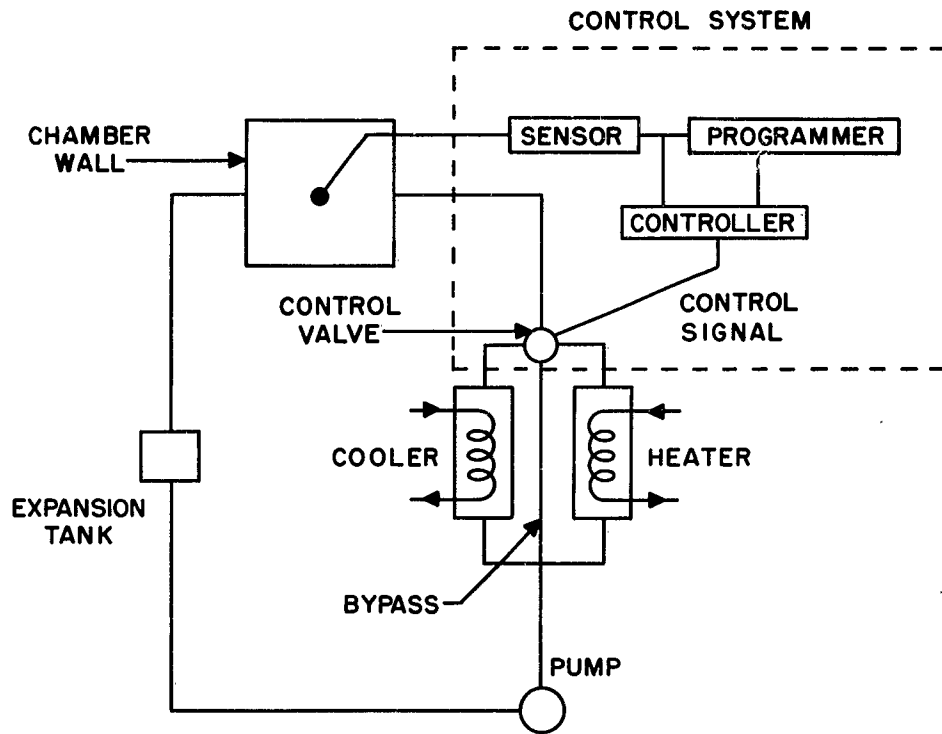 CONTROL SYSTEM
CHAMBER
WALL
SENSOR
PROGRAMMER
CONTROLLER
CONTROL
VALVE
CONTROL
SIGNAL
COOLER
HEATER
EXPANSION
TANK
BYPASS
PUMP